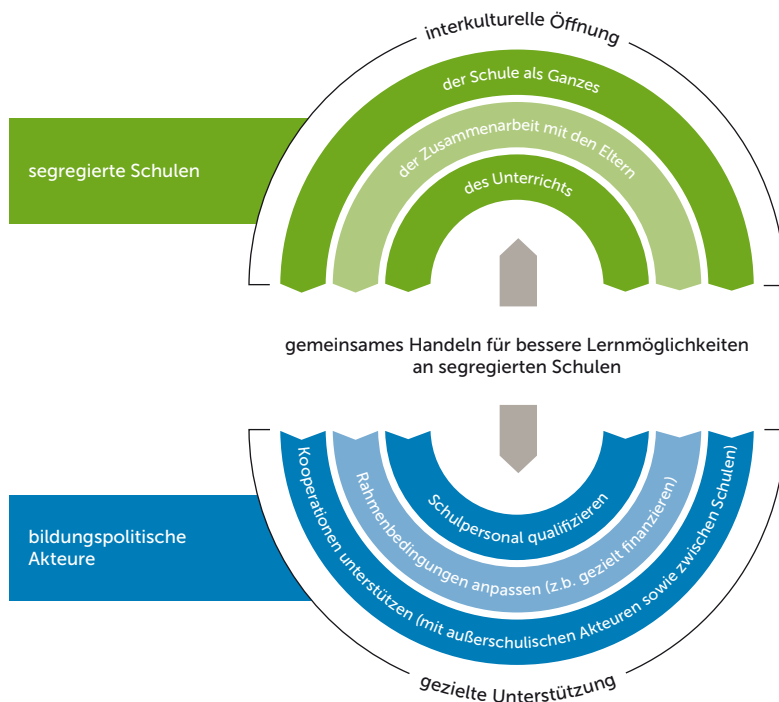 interkulturelle Öffnung
der Schule als Ganzes
der Zusammenarbeit mit den Eltern
des Unterrichts
segregierte Schulen
gemeinsames Handeln für bessere Lernmöglichkeiten
an segregierten Schulen
Schulpersonal qualifizieren
Rahmenbedingungen anpassen (z.b. gezielt finanzieren)
Kooperationen unterstützen (mit außerschulischen Akteuren sowie zwischen Schulen)
bildungspolitische
Akteure
gezielte Unterstützung